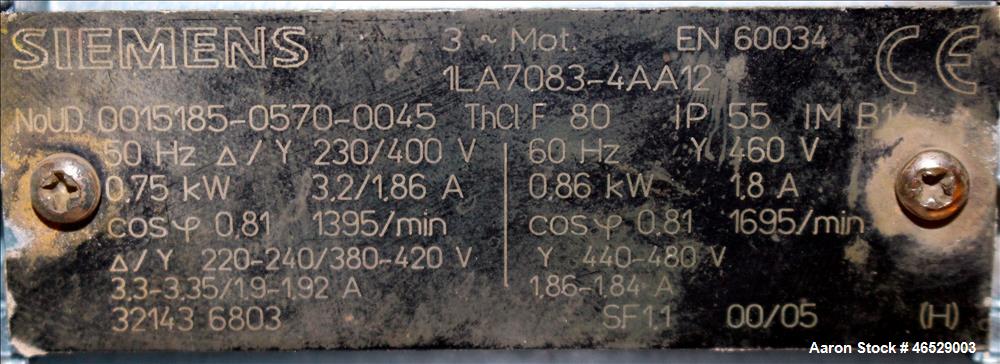 SIEMENS 3 ~ Mot. EN 60034 CE
1LA7083-4AA12
NoUD 0015185-0570-0045 ThCl F 80 IP 55 IM
50 Hz Δ/Y 230/400 V 60 Hz Y 460 V
0,75 kW 3,2/1,86 A 0,86 kW 1,8 A
cosφ 0,81 1395/min cosφ 0,81 1695/min
Δ/Y 220-240/380-420 V Y 440-480 V
3,3-3,35/1,9-1,92 A 1,86-1,84 A
32143 6803 SF 1,1 00/05 (H)
Aaron Stock # 46529003